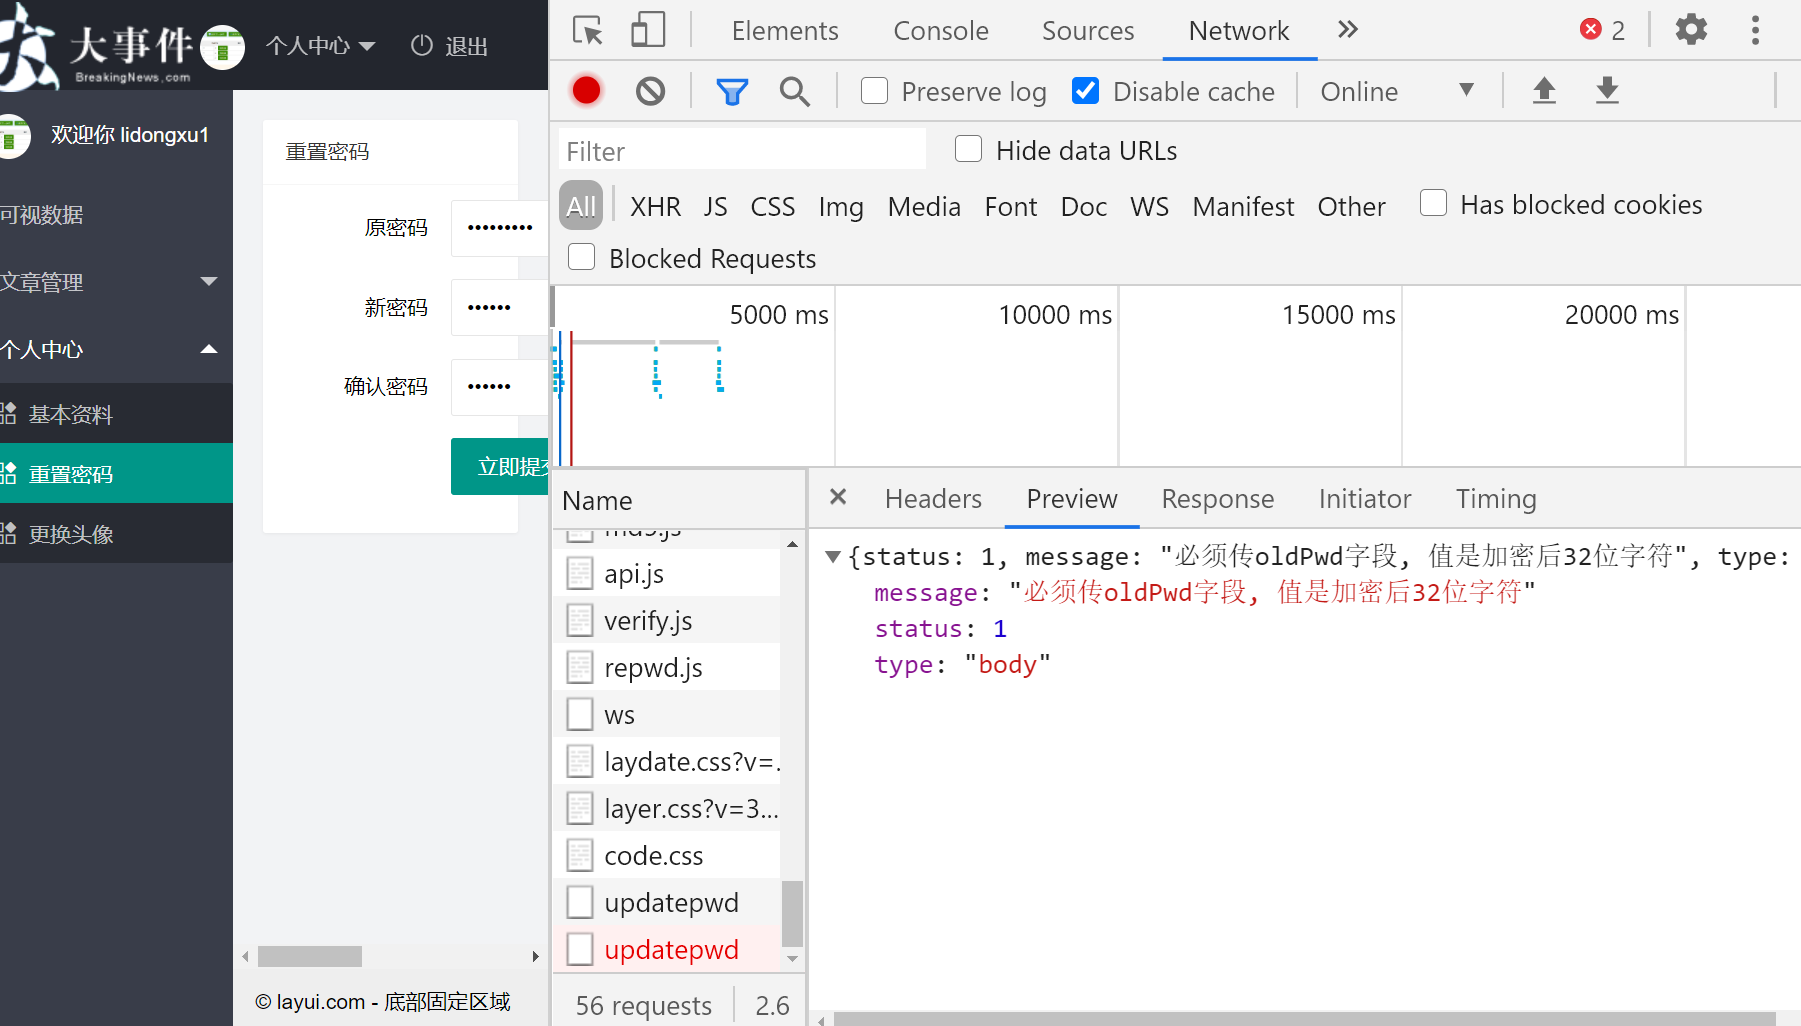 大事件
BreakingNews.com
个人中心
退出
欢迎你 lidongxu1
可视数据
文章管理
个人中心
基本资料
重置密码
更换头像
重置密码
原密码
•••••••••
新密码
••••••
确认密码
••••••
立即提交
© layui.com - 底部固定区域
Elements Console Sources Network
2
Preserve log Disable cache Online
Filter
Hide data URLs
All XHR JS CSS Img Media Font Doc WS Manifest Other Has blocked cookies
Blocked Requests
5000 ms 10000 ms 15000 ms 20000 ms
Name
md5.js
api.js
verify.js
repwd.js
ws
laydate.css?v=.
layer.css?v=3...
code.css
updatepwd
updatepwd
56 requests 2.6
Headers Preview Response Initiator Timing
{status: 1, message: "必须传oldPwd字段, 值是加密后32位字符", type:
message: "必须传oldPwd字段, 值是加密后32位字符"
status: 1
type: "body"